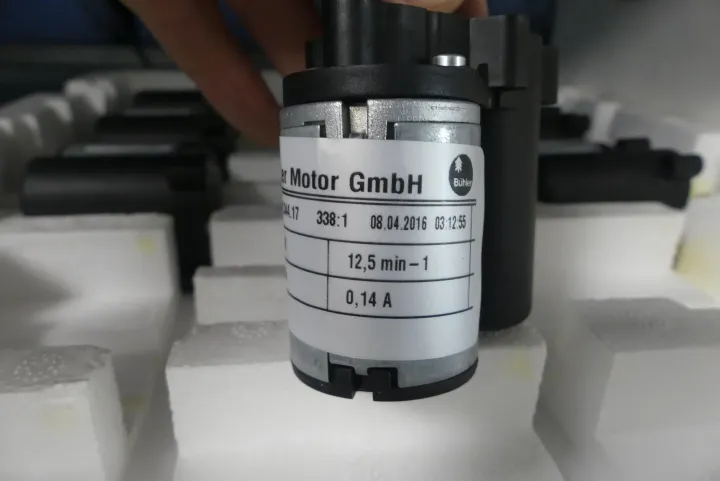 er Motor GmbH Bühler
.17 338:1 08.04.2016 03:12:55
12,5 min–1
0,14 A